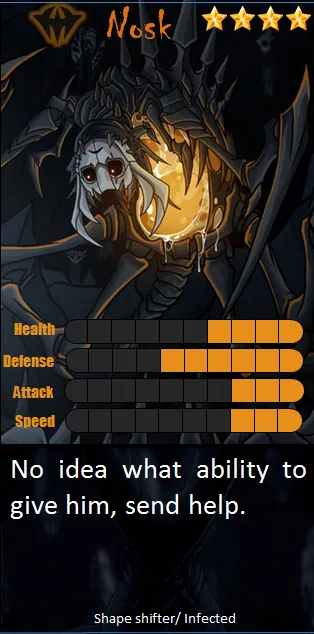 Nosk
Health
Defense
Attack
Speed
No idea what ability to
give him, send help.
Shape shifter/ Infected